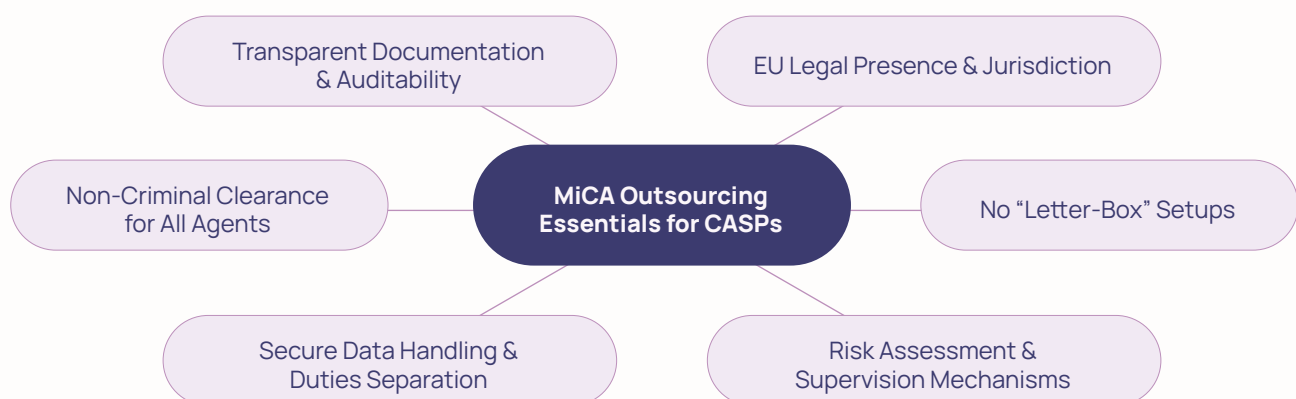 Transparent Documentation
& Auditability
EU Legal Presence & Jurisdiction
Non-Criminal Clearance
for All Agents
MiCA Outsourcing
Essentials for CASPs
No “Letter-Box” Setups
Secure Data Handling &
Duties Separation
Risk Assessment &
Supervision Mechanisms